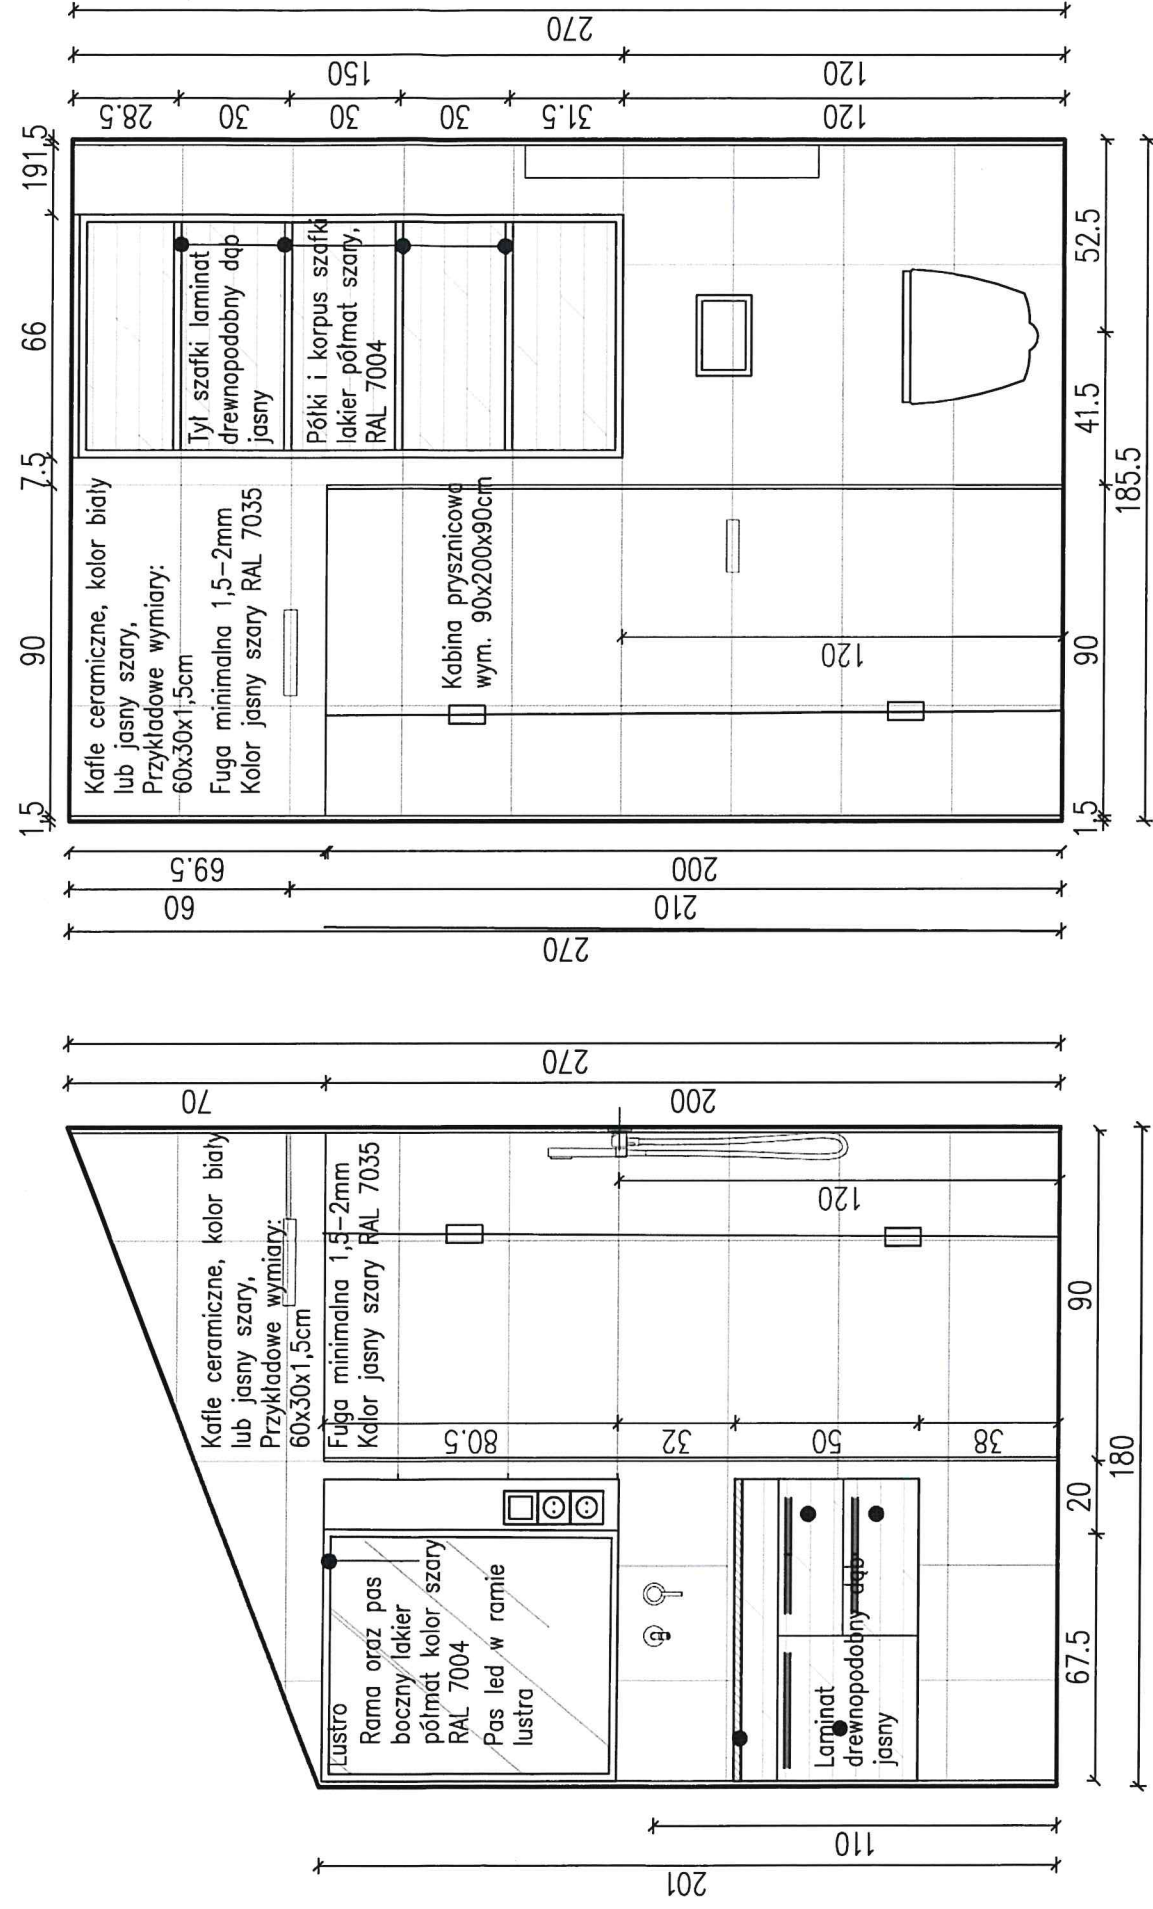 270
150
120
28.5
30
30
30
31.5
120
1,5
90
7.5
66
19
1.5
Kafle ceramiczne, kolor biały
lub jasny szary,
Przykładowe wymiary:
60x30x1,5cm
Fuga minimalna 1,5-2mm
Kolor jasny szary RAL 7035
Tył szafki laminat
drewnopodobny dąb
jasny
Półki i korpus szafki
lakier półmat szary,
RAL 7004
Kabina prysznicowa
wym. 90x200x90cm
120
1.5
90
41.5
52.5
185.5
69.5
200
60
210
270
270
70
200
Kafle ceramiczne, kolor biały
lub jasny szary,
Przykładowe wymiary:
60x30x1,5cm
Fuga minimalna 1,5-2mm
Kolor jasny szary RAL 7035
120
80.5
32
50
38
Lustro
Rama oraz pas
boczny lakier
półmat kolor szary
RAL 7004
Pas led w ramie
lustra
Laminat
drewnopodobny dąb
jasny
67.5
20
90
180
110
201